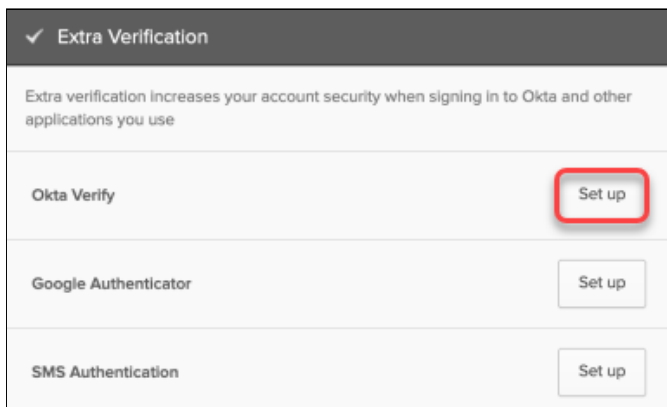 Extra Verification
Extra verification increases your account security when signing in to Okta and other
applications you use
Okta Verify
Set up
Google Authenticator
Set up
SMS Authentication
Set up